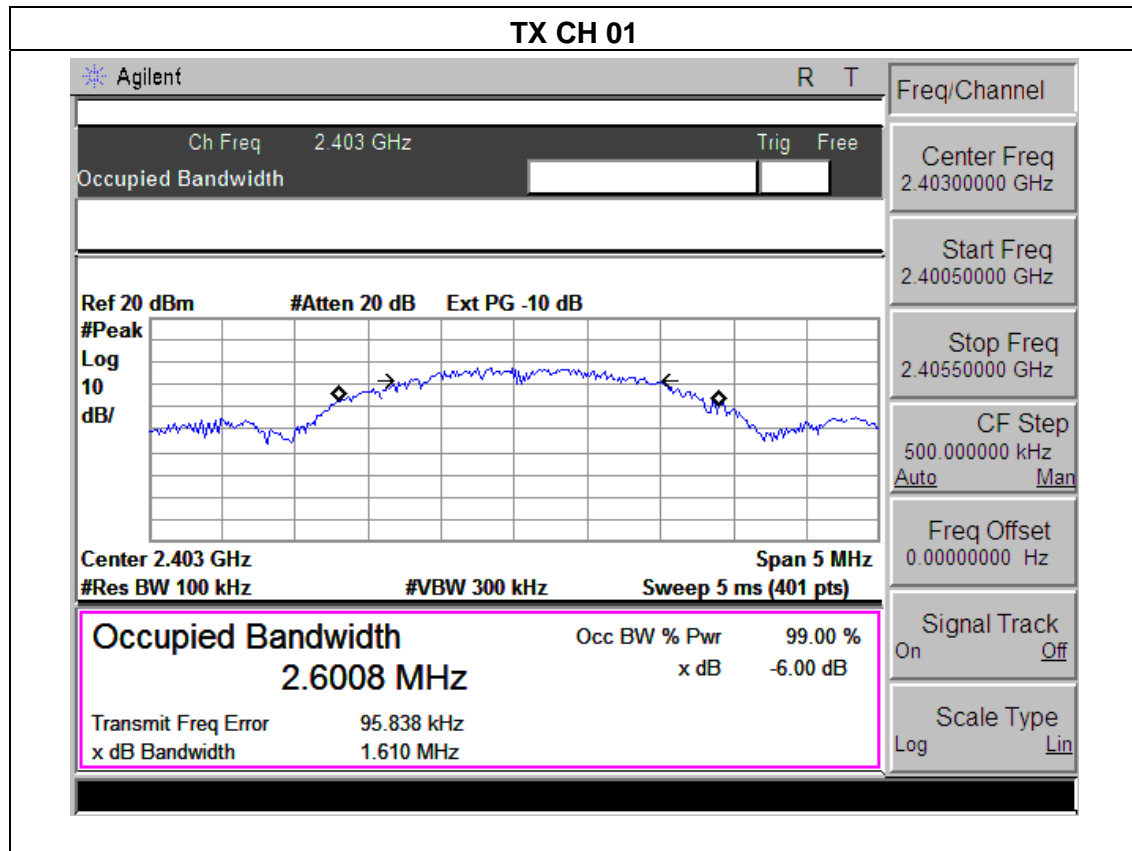 TX CH 01
Agilent R T
Ch Freq 2.403 GHz Trig Free
Occupied Bandwidth
Ref 20 dBm #Atten 20 dB Ext PG -10 dB
#Peak
Log
10
dB/
Center 2.403 GHz Span 5 MHz
#Res BW 100 kHz #VBW 300 kHz Sweep 5 ms (401 pts)
Occupied Bandwidth Occ BW % Pwr 99.00 %
2.6008 MHz x dB -6.00 dB
Transmit Freq Error 95.838 kHz
x dB Bandwidth 1.610 MHz
Freq/Channel
Center Freq
2.40300000 GHz
Start Freq
2.40050000 GHz
Stop Freq
2.40550000 GHz
CF Step
500.000000 kHz
Auto Man
Freq Offset
0.00000000 Hz
Signal Track
On Off
Scale Type
Log Lin